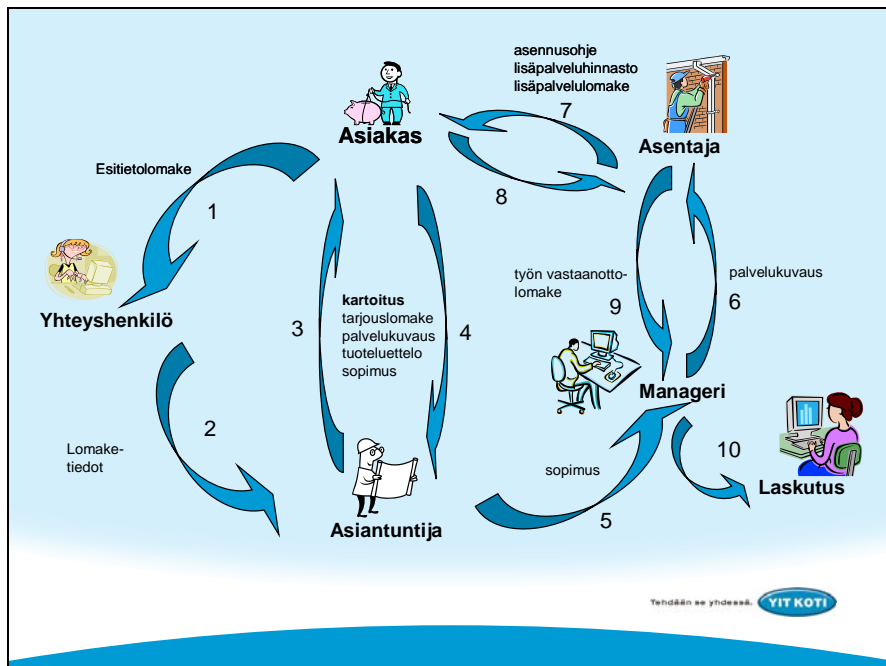 asennusohje
lisäpalveluhinnasto
lisäpalvelulomake
7
Asiakas
Asentaja
Esitietolomake
1
8
Yhteyshenkilö
kartoitus
tarjouslomake
palvelukuvaus
tuoteluettelo
sopimus
3
4
työn vastaanotto-
lomake
9
palvelukuvaus
6
Manageri
2
Lomake-
tiedot
sopimus
5
10
Laskutus
Asiantuntija
Tehdään se yhdessä.
YIT KOTI